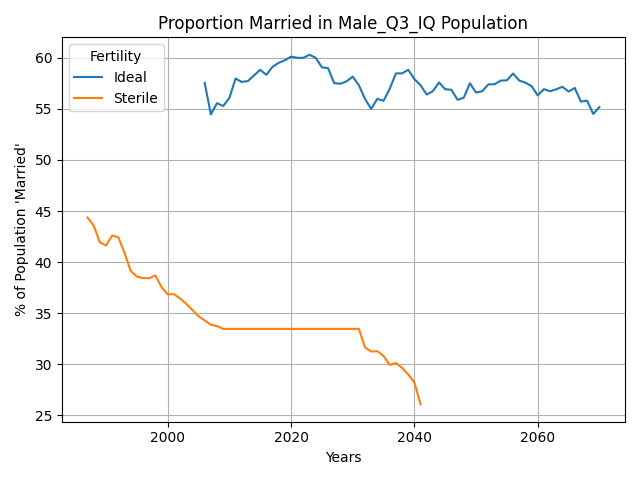 Proportion Married in Male_Q3_IQ Population
Fertility
Ideal
Sterile
% of Population 'Married'
60
55
50
45
40
35
30
25
2000
2020
2040
2060
Years